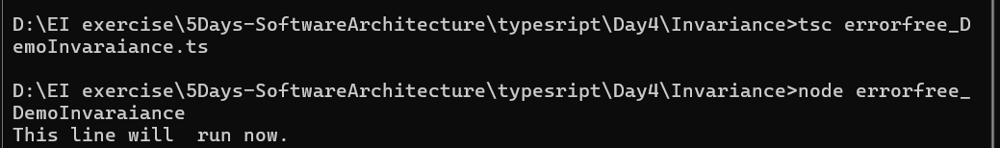 D:\EI exercise\5Days-SoftwareArchitecture\typesript\Day4\Invariance>tsc errorfree_D
emoInvaraiance.ts
D:\EI exercise\5Days-SoftwareArchitecture\typesript\Day4\Invariance>node errorfree_
DemoInvaraiance
This line will  run now.